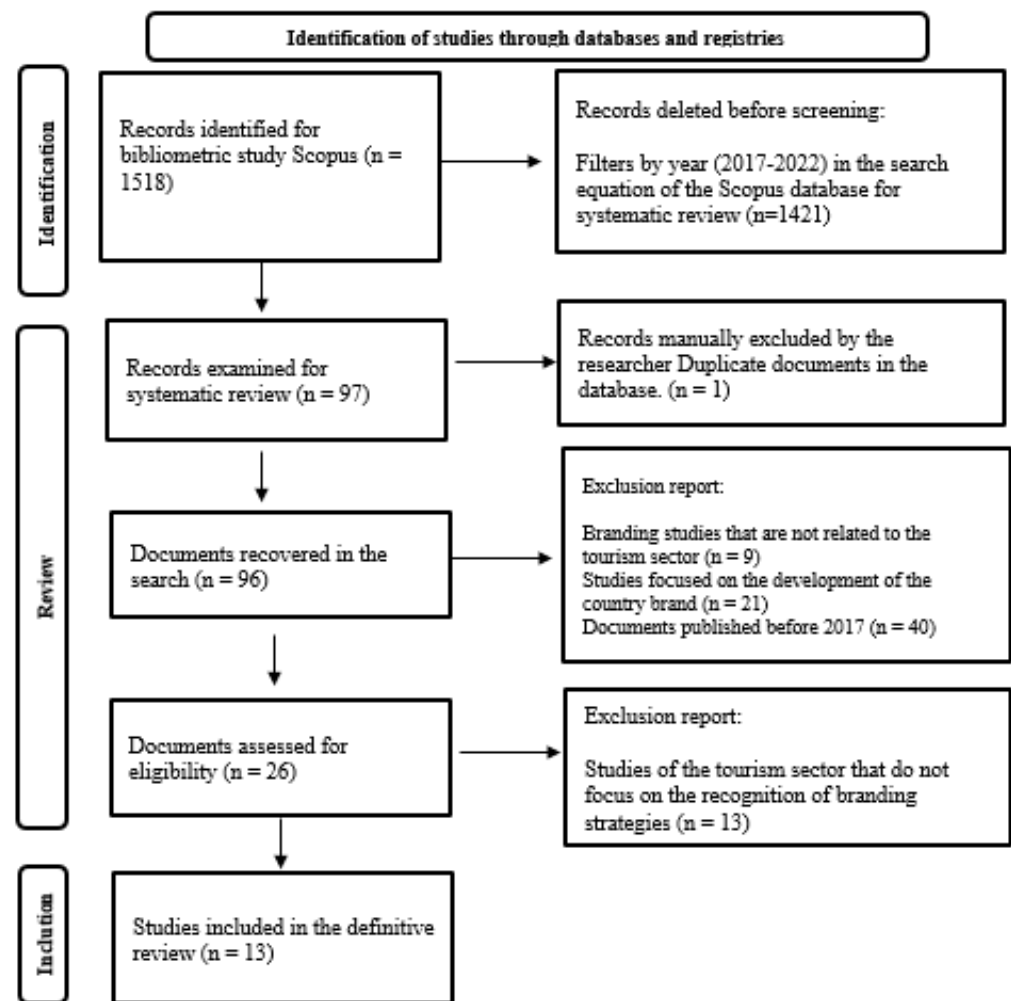 Identification of studies through databases and registries
Identification
Records identified for
bibliometric study Scopus (n =
1518)
Records deleted before screening:
Filters by year (2017-2022) in the search
equation of the Scopus database for
systematic review (n=1421)
Review
Records examined for
systematic review (n = 97)
Records manually excluded by the
researcher Duplicate documents in the
database. (n = 1)
Documents recovered in the
search (n = 96)
Exclusion report:
Branding studies that are not related to the
tourism sector (n = 9)
Studies focused on the development of the
country brand (n = 21)
Documents published before 2017 (n = 40)
Documents assessed for
eligibility (n = 26)
Exclusion report:
Studies of the tourism sector that do not
focus on the recognition of branding
strategies (n = 13)
Inclution
Studies included in the definitive
review (n = 13)